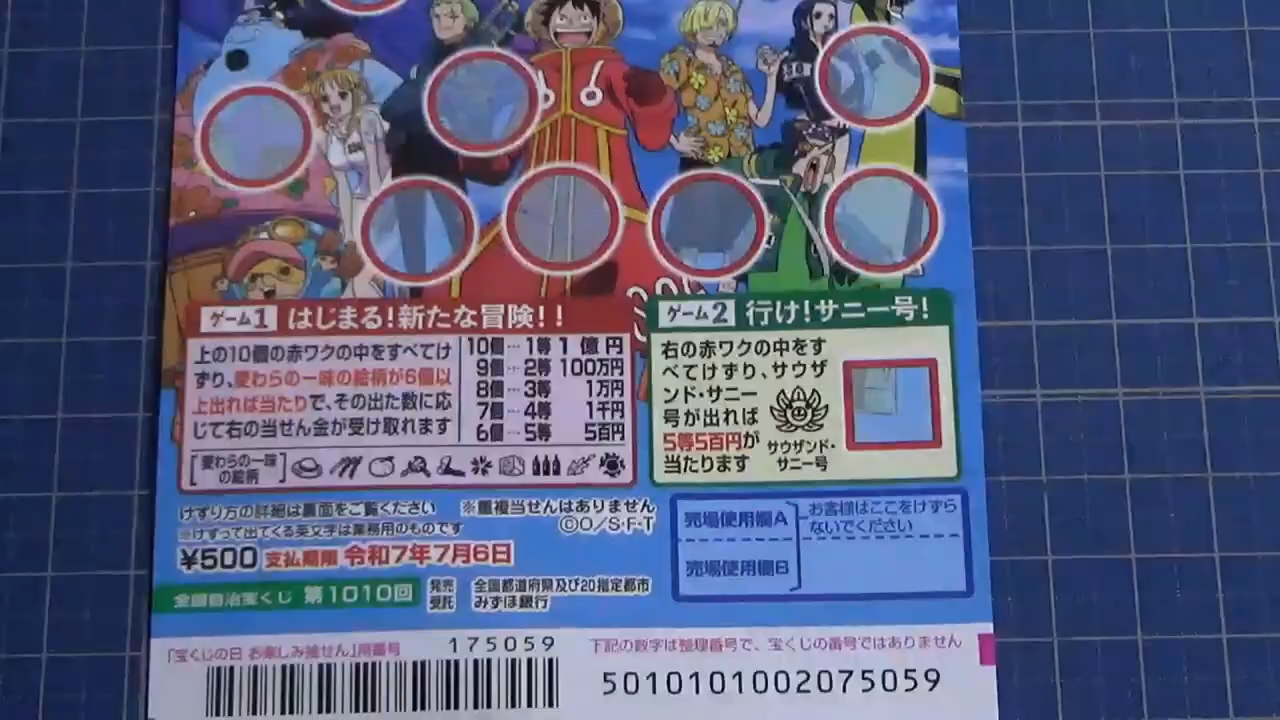 ゲーム1 はじまる!新たな冒険!!
上の10個の赤ワクの中をすべてけ
ずり、麦わらの一味の絵柄が6個以
上出れば当たりで、その出た数に応
じて右の当せん金が受け取れます
10個…1等 1億円
9個…2等 100万円
8個…3等 1万円
7個…4等 1千円
6個…5等 5百円
[麦わらの一味の絵柄]
ゲーム2 行け!サニー号!
右の赤ワクの中をす
べてけずり、サウザ
ンド・サニー
号が出れば
5等5百円が
当たります
サウザンド・
サニー号
けずり方の詳細は裏面をご覧ください ※重複当せんはありません
※けずって出てくる英文字は業務用のものです ©O/S・F・T
¥500 支払期限 令和7年7月6日
全国自治宝くじ 第1010回
発売 全国都道府県及び20指定都市
受託 みずほ銀行
売場使用欄A
お客様はここをけずら
ないでください
売場使用欄B
「宝くじの日 お楽しみ抽せん」用番号 175059
下記の数字は整理番号で、宝くじの番号ではありません
5010101002075059